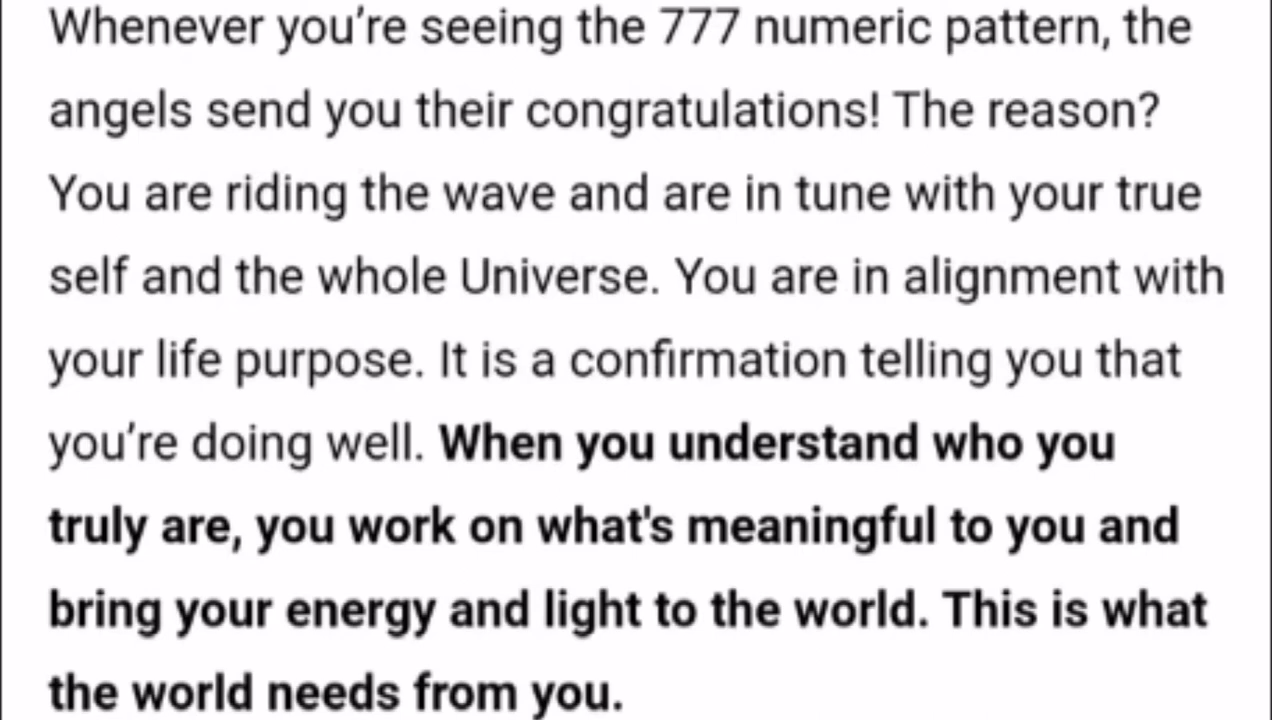 Whenever you’re seeing the 777 numeric pattern, the
angels send you their congratulations! The reason?
You are riding the wave and are in tune with your true
self and the whole Universe. You are in alignment with
your life purpose. It is a confirmation telling you that
you’re doing well. When you understand who you
truly are, you work on what's meaningful to you and
bring your energy and light to the world. This is what
the world needs from you.